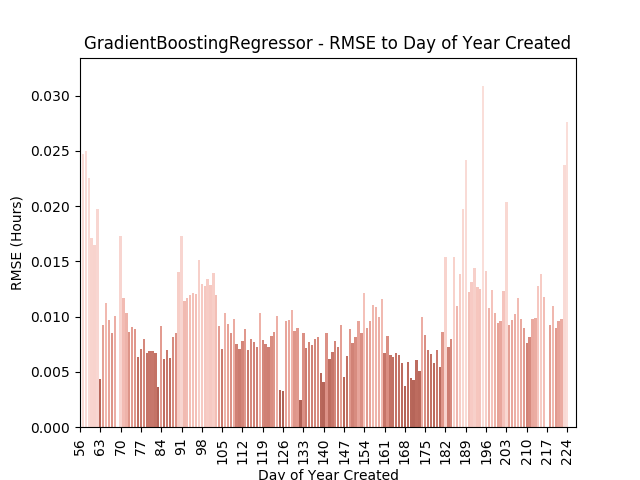 GradientBoostingRegressor - RMSE to Day of Year Created
RMSE (Hours)
0.030
0.025
0.020
0.015
0.010
0.005
0.000
56 63 70 77 84 91 98 105 112 119 126 133 140 147 154 161 168 175 182 189 196 203 210 217 224
Day of Year Created